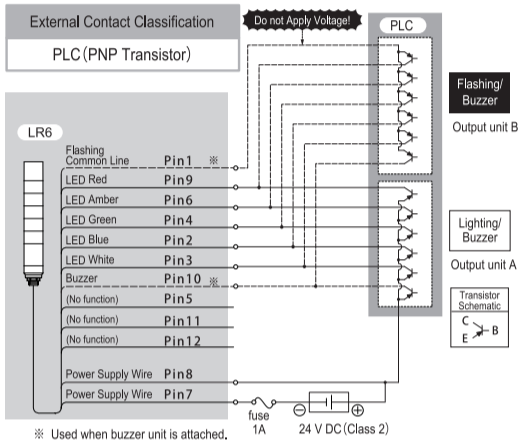 External Contact Classification
PLC(PNP Transistor)
Do not Apply Voltage!
PLC
Flashing/
Buzzer
Output unit B
LR6
Flashing
Common Line Pin1 ※
LED Red Pin9
LED Amber Pin6
LED Green Pin4
LED Blue Pin2
LED White Pin3
Buzzer Pin10 ※
(No function) Pin5
(No function) Pin11
(No function) Pin12
Power Supply Wire Pin8
Power Supply Wire Pin7
Lighting/
Buzzer
Output unit A
Transistor
Schematic
C
B
E
fuse
1A
⊖ ⊕
24 V DC(Class 2)
※ Used when buzzer unit is attached.